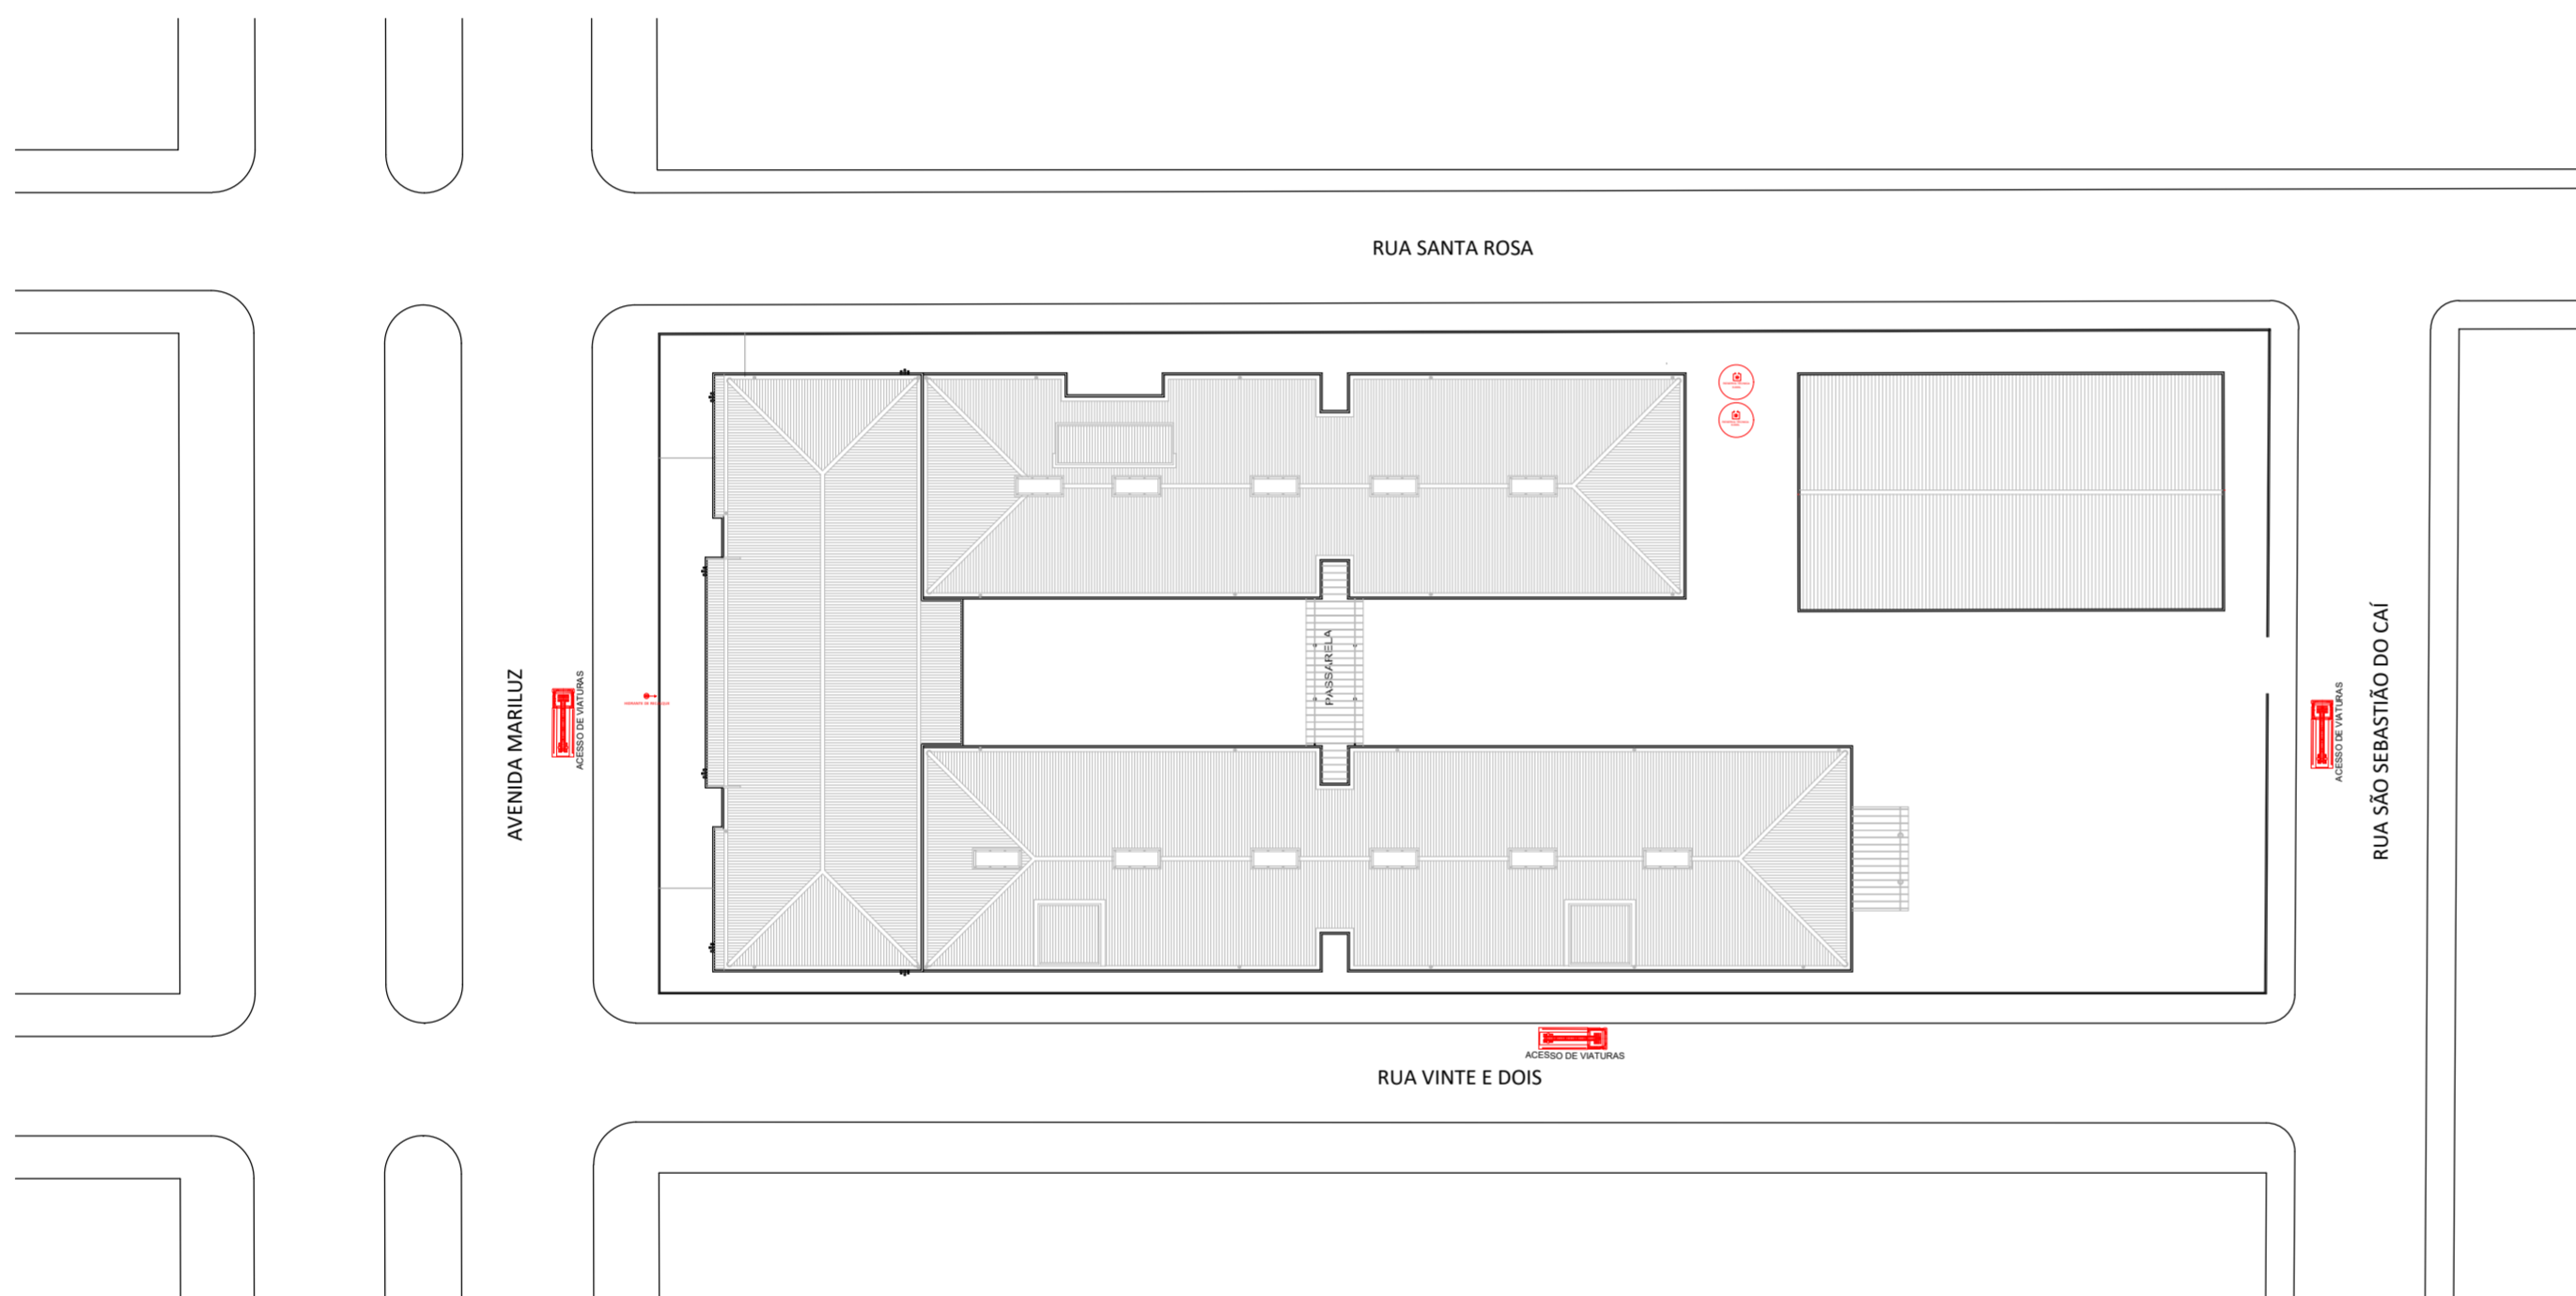 RUA SANTA ROSA
AVENIDA MARILUZ
ACESSO DE VIATURAS
PASSARELA
ACESSO DE VIATURAS
RUA SÃO SEBASTIÃO DO CAÍ
ACESSO DE VIATURAS
RUA VINTE E DOIS